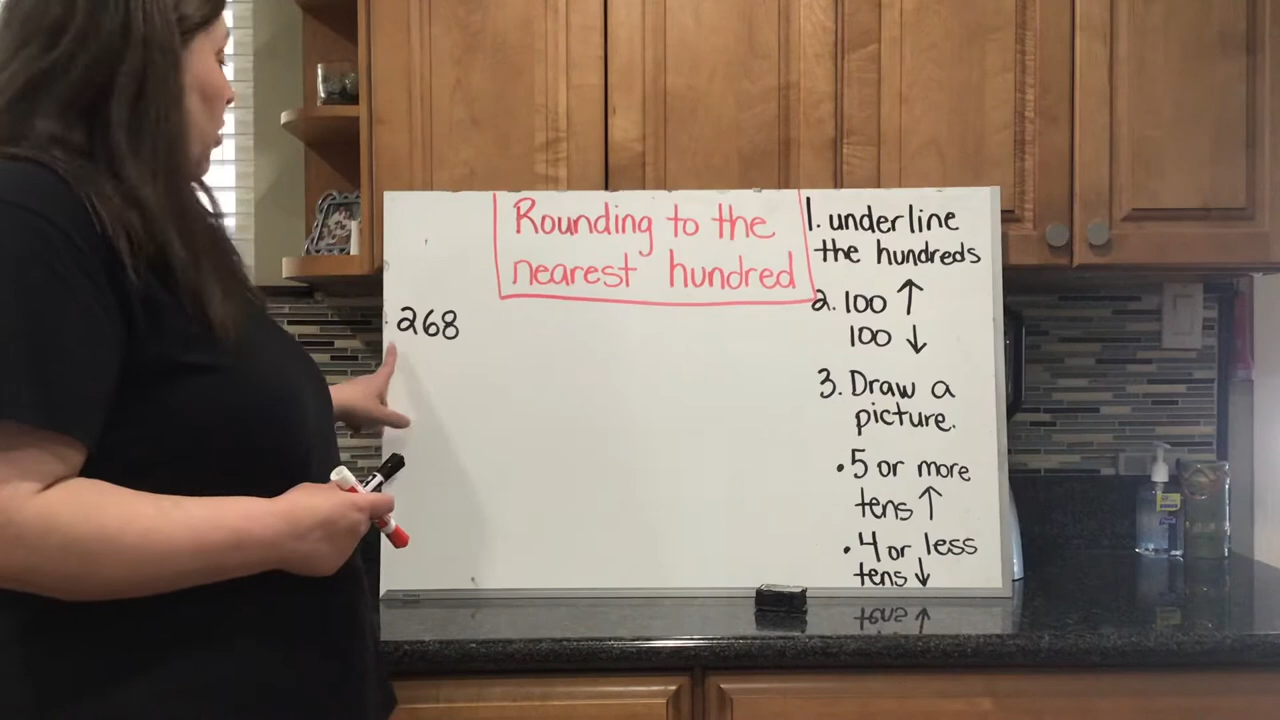 Rounding to the
nearest hundred
268
1. underline
the hundreds
2. 100 ↑
100 ↓
3. Draw a
picture.
• 5 or more
tens ↑
• 4 or less
tens ↓